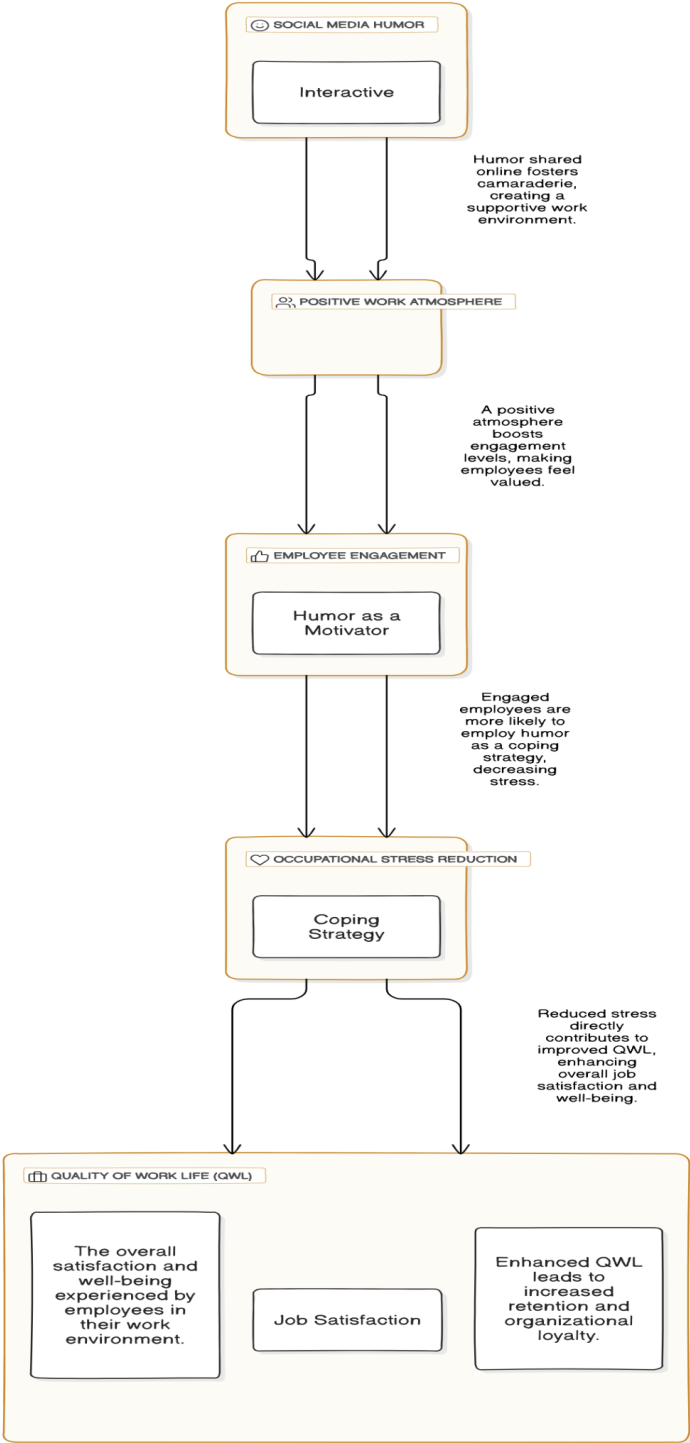 SOCIAL MEDIA HUMOR
Interactive
Humor shared
online fosters
camaraderie,
creating a
supportive work
environment.
POSITIVE WORK ATMOSPHERE
A positive
atmosphere
boosts
engagement
levels, making
employees feel
valued.
EMPLOYEE ENGAGEMENT
Humor as a
Motivator
Engaged
employees are
more likely to
employ humor
as a coping
strategy,
decreasing
stress.
OCCUPATIONAL STRESS REDUCTION
Coping
Strategy
Reduced stress
directly
contributes to
improved QWL,
enhancing
overall job
satisfaction and
well-being.
QUALITY OF WORK LIFE (QWL)
The overall
satisfaction and
well-being
experienced by
employees in
their work
environment.
Job Satisfaction
Enhanced QWL
leads to
increased
retention and
organizational
loyalty.